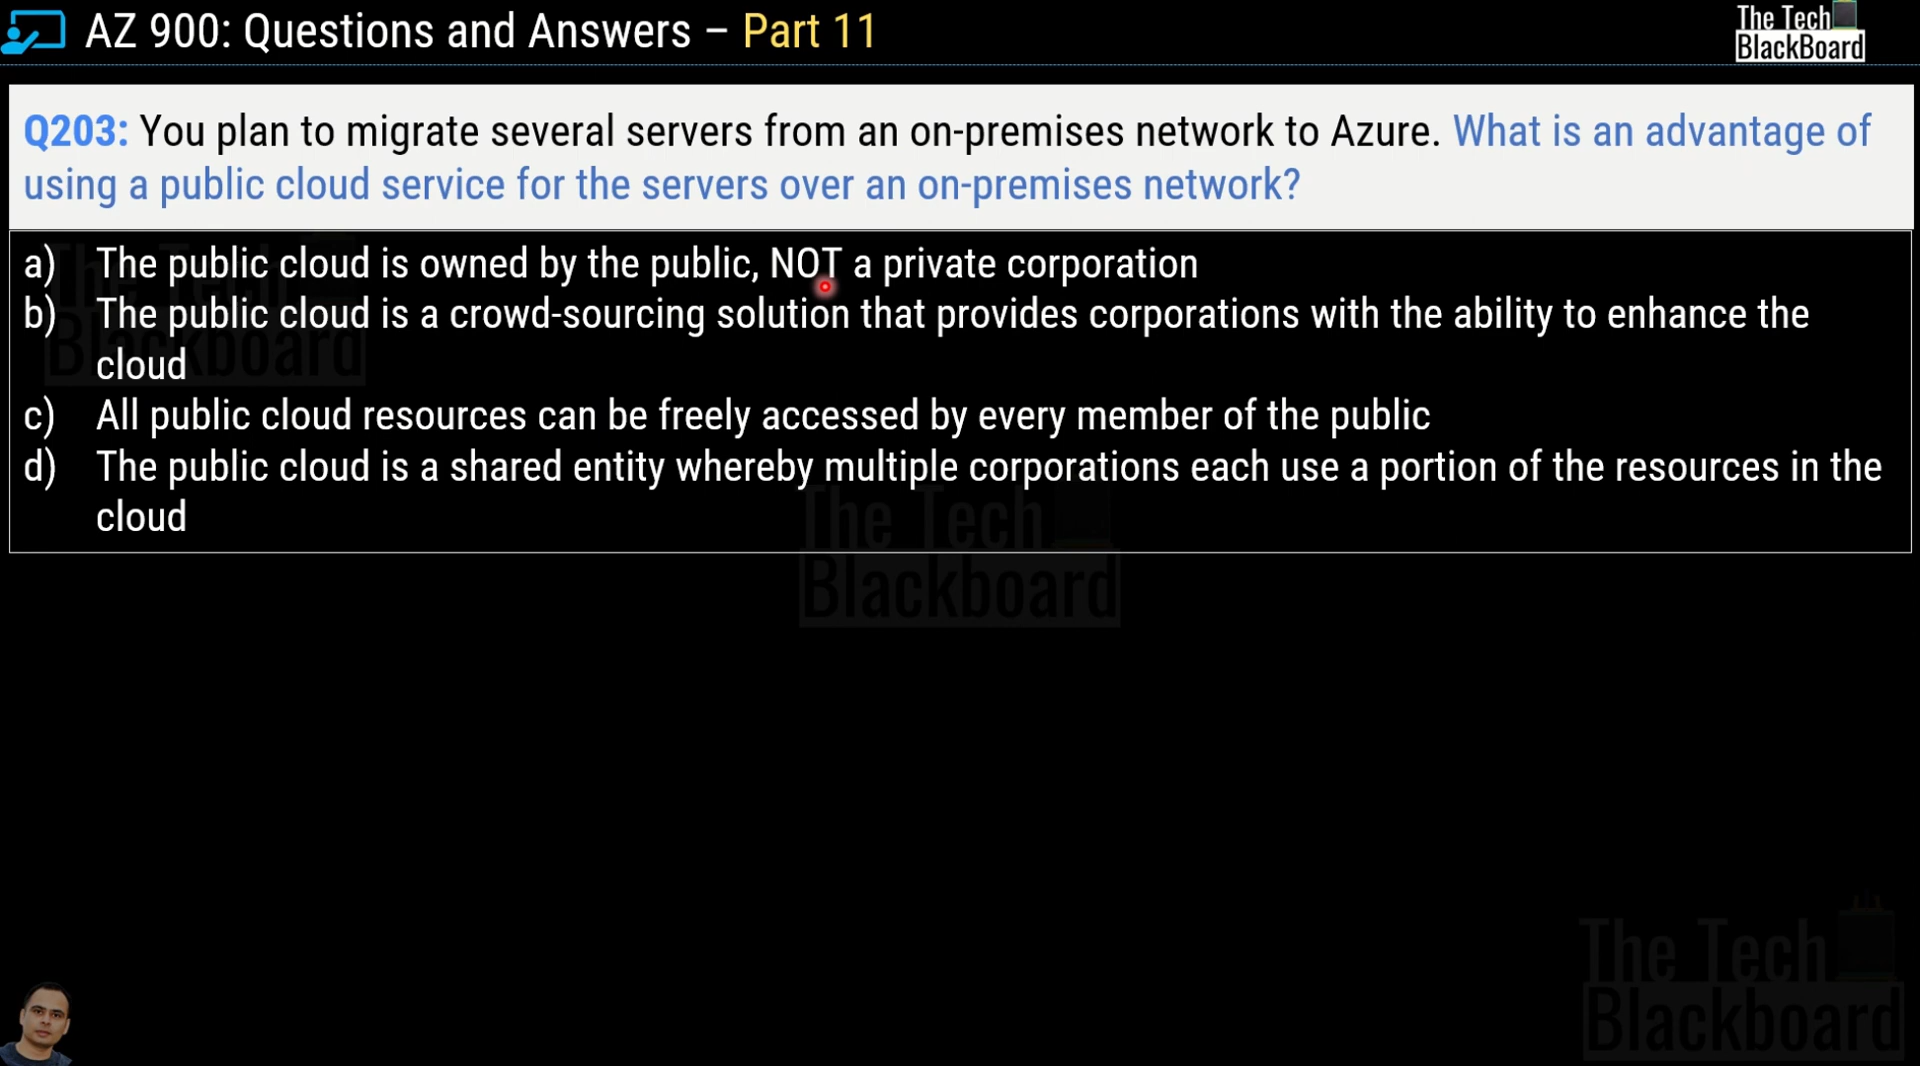 AZ 900: Questions and Answers – Part 11
The Tech
BlackBoard
Q203: You plan to migrate several servers from an on-premises network to Azure. What is an advantage of
using a public cloud service for the servers over an on-premises network?
a) The public cloud is owned by the public, NOT a private corporation
b) The public cloud is a crowd-sourcing solution that provides corporations with the ability to enhance the
cloud
c) All public cloud resources can be freely accessed by every member of the public
d) The public cloud is a shared entity whereby multiple corporations each use a portion of the resources in the
cloud
The Tech
Blackboard
The Tech
Blackboard
The Tech
Blackboard